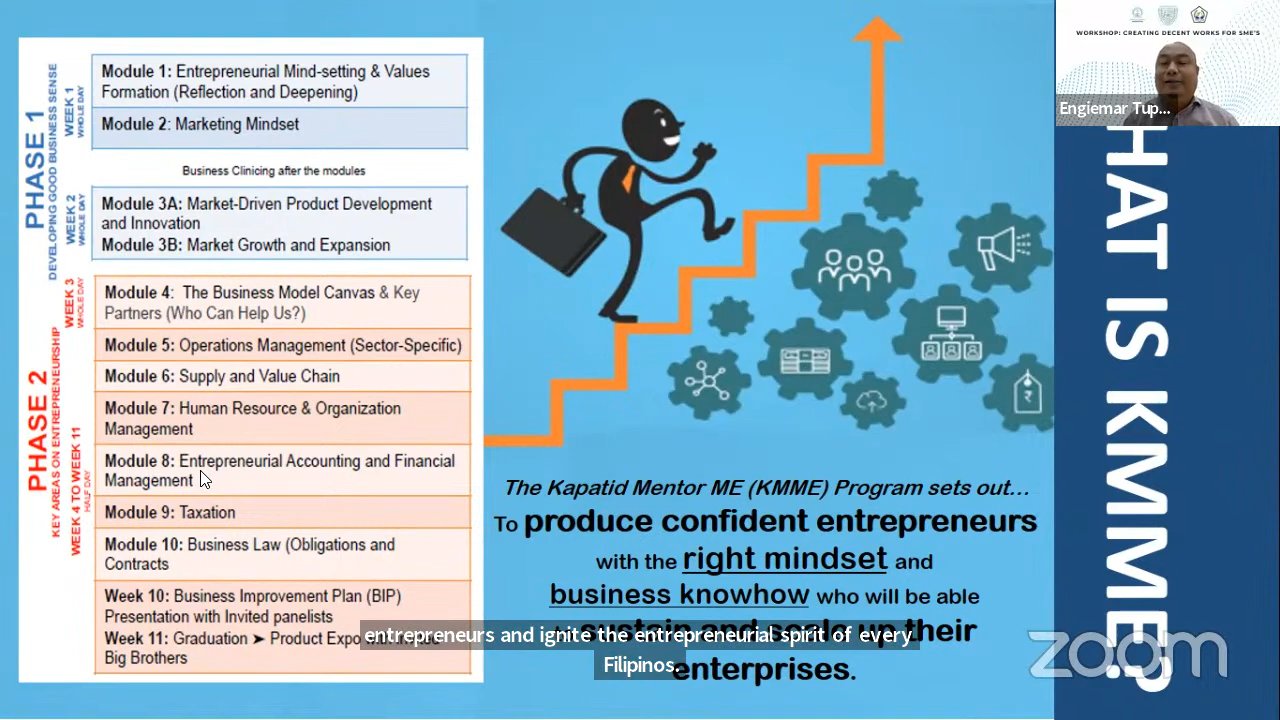 PHASE 1
DEVELOPING GOOD BUSINESS SENSE
WEEK 1
WHOLE DAY
Module 1: Entrepreneurial Mind-setting & Values
Formation (Reflection and Deepening)
Module 2: Marketing Mindset
Business Clinicing after the modules
WEEK 2
WHOLE DAY
Module 3A: Market-Driven Product Development
and Innovation
Module 3B: Market Growth and Expansion
PHASE 2
KEY AREAS ON ENTREPRENEURSHIP
WEEK 3
WHOLE DAY
Module 4: The Business Model Canvas & Key
Partners (Who Can Help Us?)
WEEK 4 TO WEEK 11
HALF DAY
Module 5: Operations Management (Sector-Specific)
Module 6: Supply and Value Chain
Module 7: Human Resource & Organization
Management
Module 8: Entrepreneurial Accounting and Financial
Management
Module 9: Taxation
Module 10: Business Law (Obligations and
Contracts
Week 10: Business Improvement Plan (BIP)
Presentation with Invited panelists
Week 11: Graduation ➤ Product Expo
Big Brothers
The Kapatid Mentor ME (KMME) Program sets out…
To produce confident entrepreneurs
with the right mindset and
business knowhow who will be able
sustain and scale up their
enterprises.
entrepreneurs and ignite the entrepreneurial spirit of every
Filipinos.
WORKSHOP: CREATING DECENT WORKS FOR SME'S
Engiemar Tup...
HAT IS KMME?
zoom